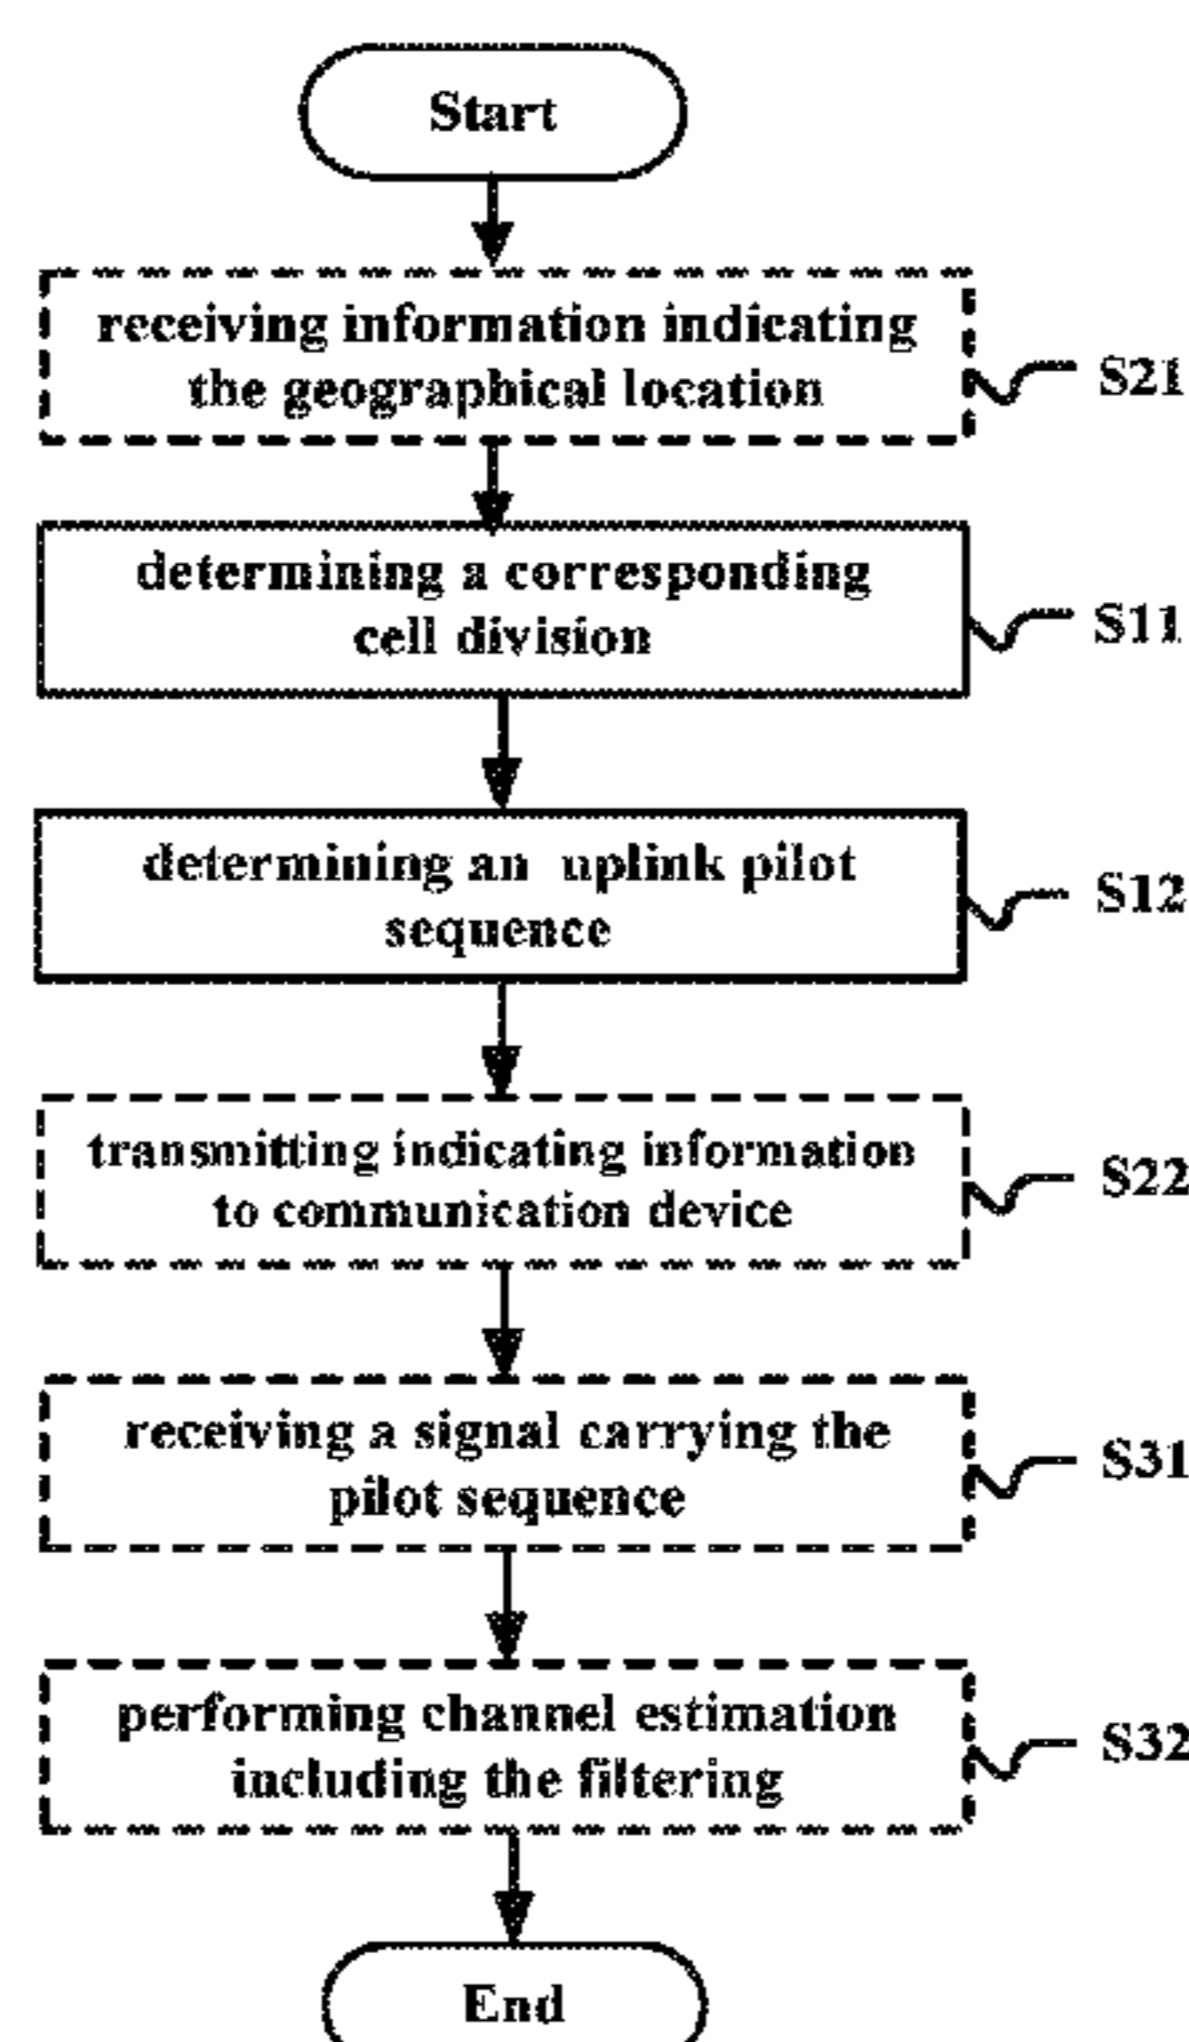 Start
receiving information indicating
the geographical location
S21
determining a corresponding
cell division
S11
determining an uplink pilot
sequence
S12
transmitting indicating information
to communication device
S22
receiving a signal carrying the
pilot sequence
S31
performing channel estimation
including the filtering
S32
End